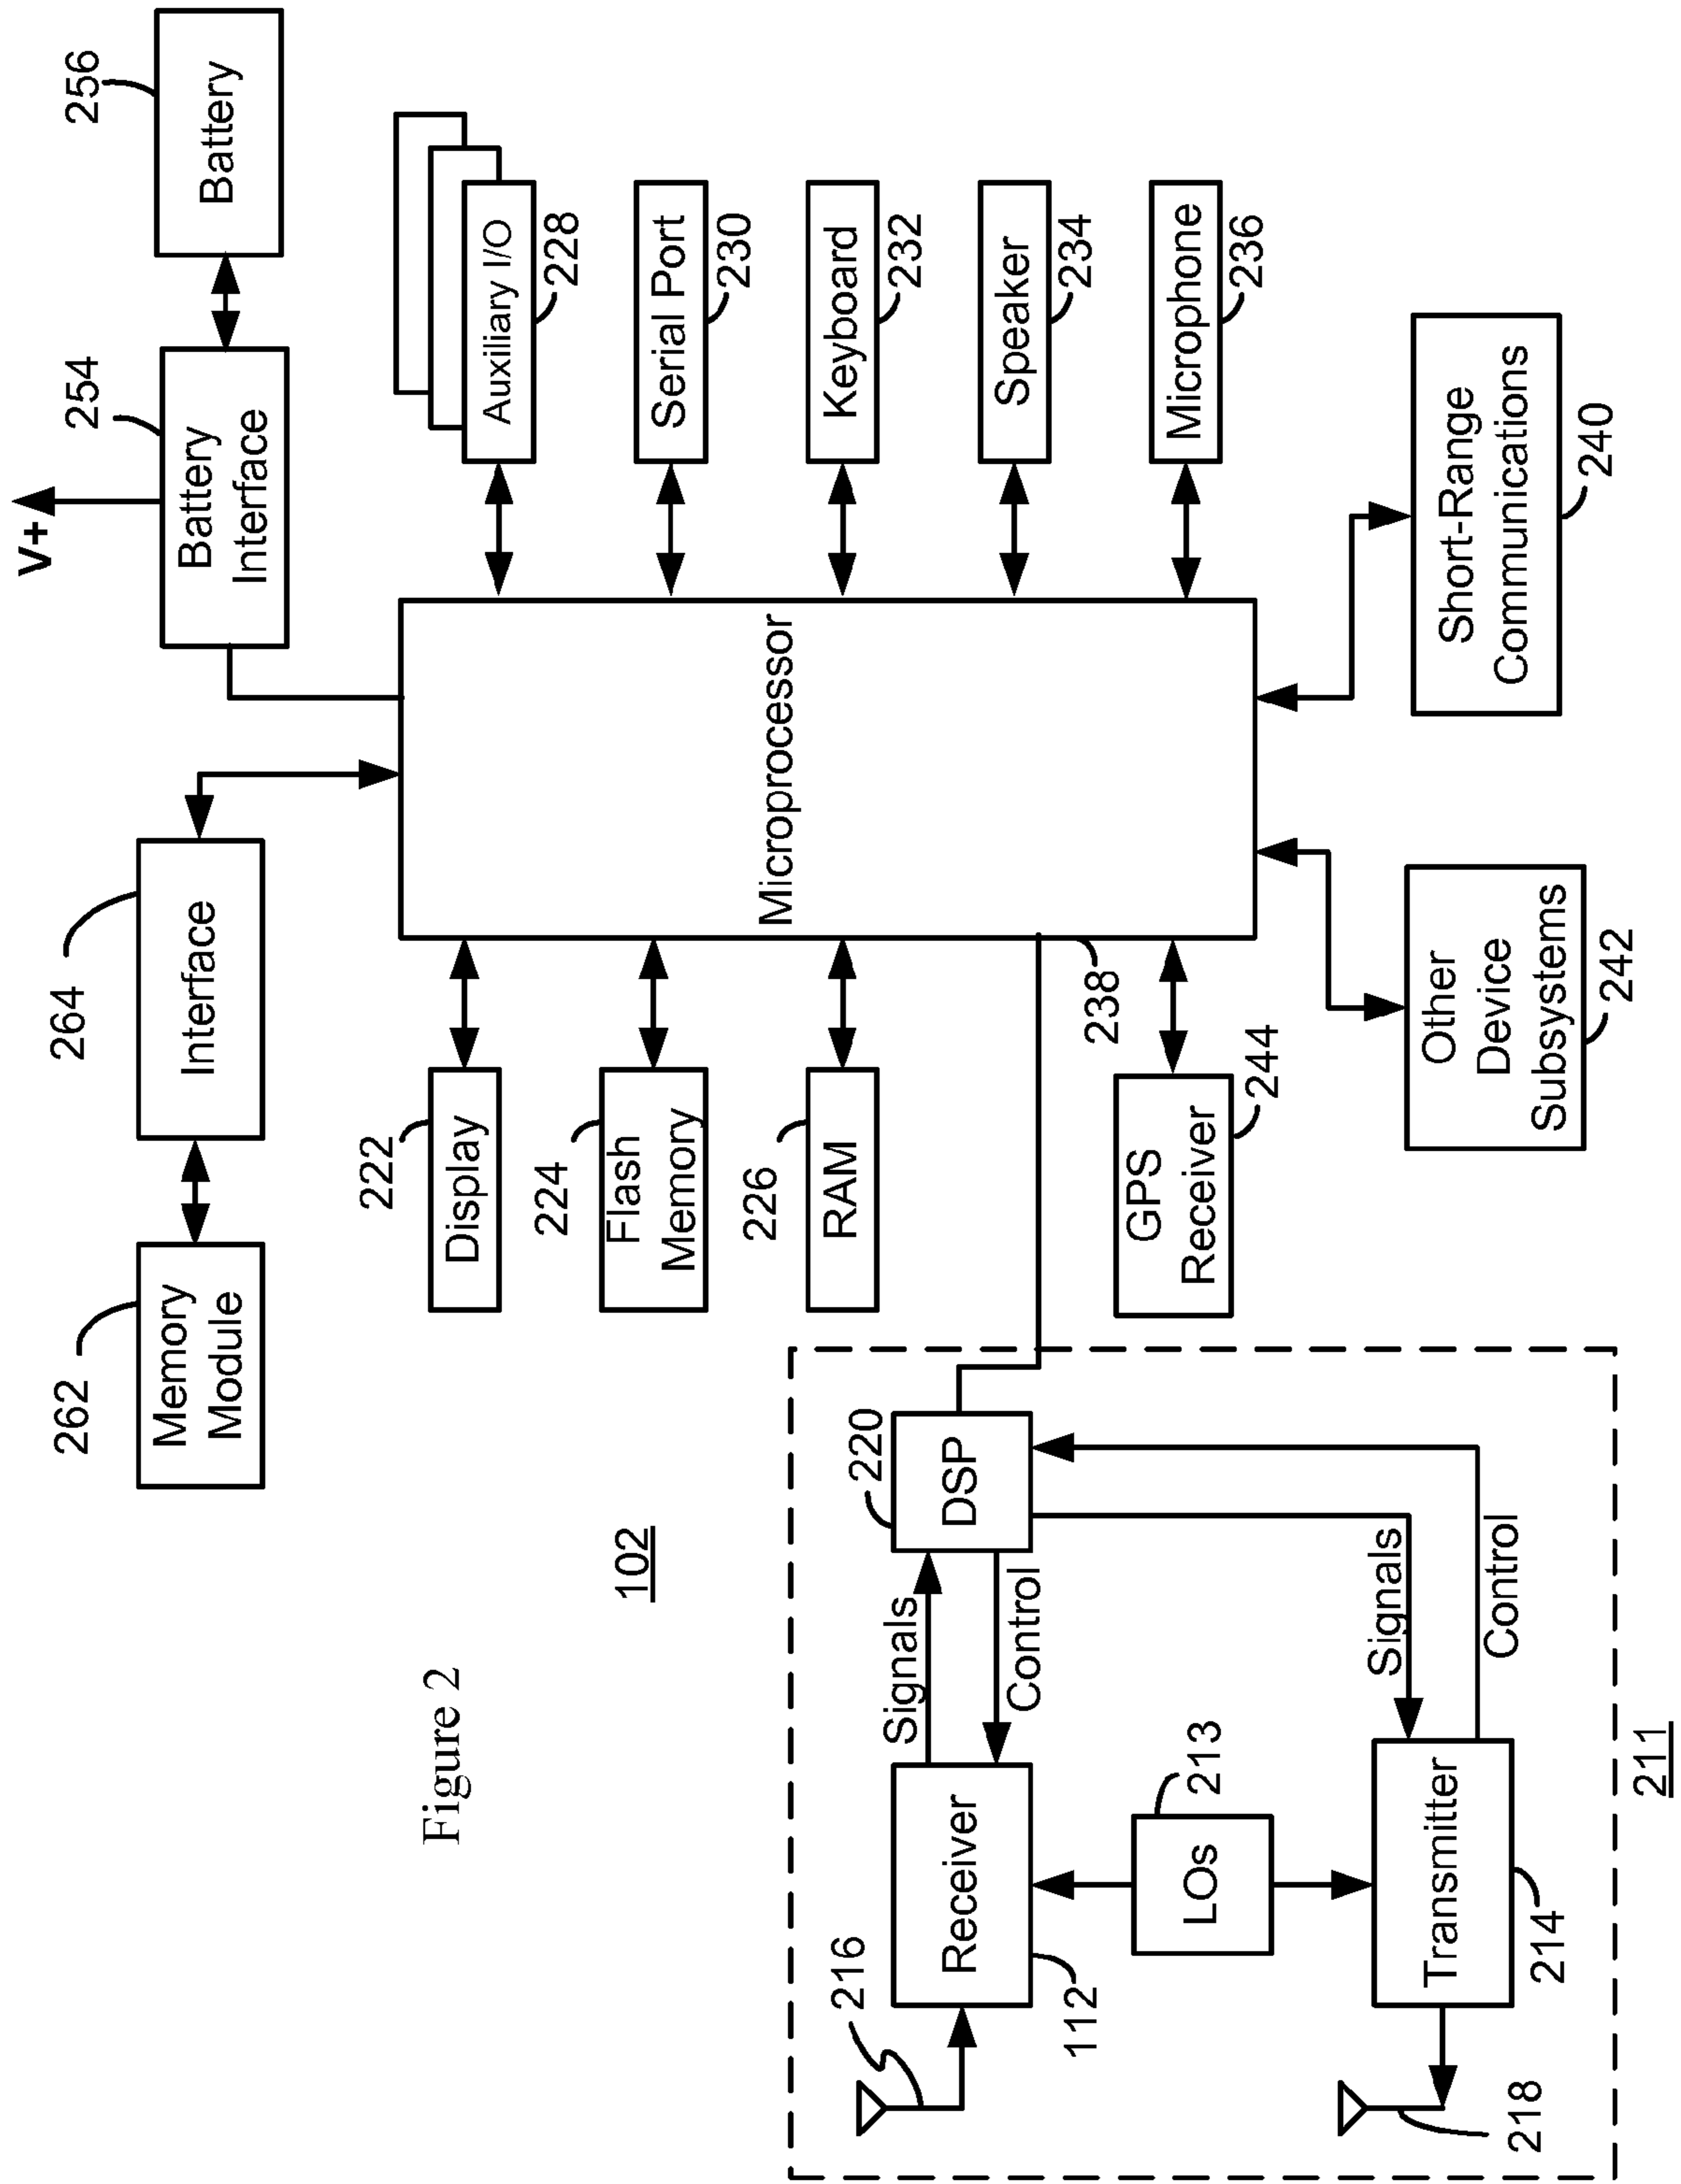 262
Memory
Module
264
Interface
V+
254
Battery
Interface
256
Battery
Figure 2
102
222
Display
224
Flash
Memory
226
RAM
238
Microprocessor
Auxiliary I/O
228
Serial Port
230
Keyboard
232
Speaker
234
Microphone
236
GPS
Receiver
244
216
Receiver
112
Signals
Control
220
DSP
LOs
213
Signals
Control
Transmitter
214
218
211
Other
Device
Subsystems
242
Short-Range
Communications
240